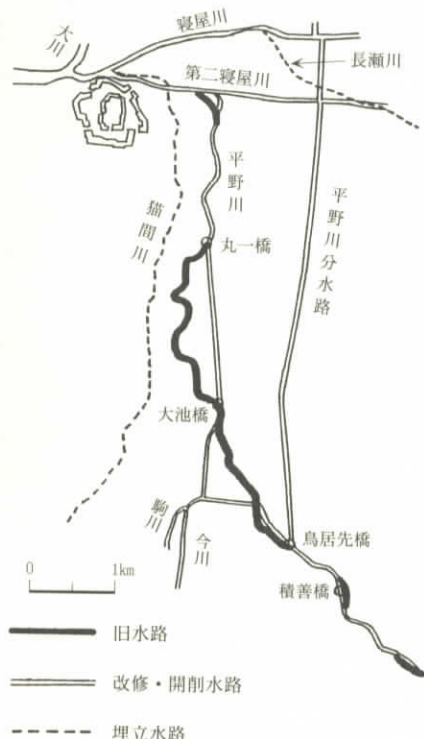 寝屋川
大川
長瀬川
第二寝屋川
平野川
平野川分水路
猫間川
丸一橋
大池橋
駒川
今川
鳥居先橋
積善橋
0 1km
旧水路
改修・開削水路
埋立水路